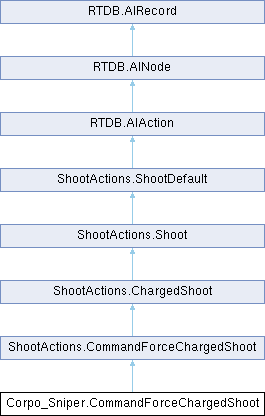 RTDB.AIRecord
RTDB.AINode
RTDB.AIAction
ShootActions.ShootDefault
ShootActions.Shoot
ShootActions.ChargedShoot
ShootActions.CommandForceChargedShoot
Corpo_Sniper.CommandForceChargedShoot